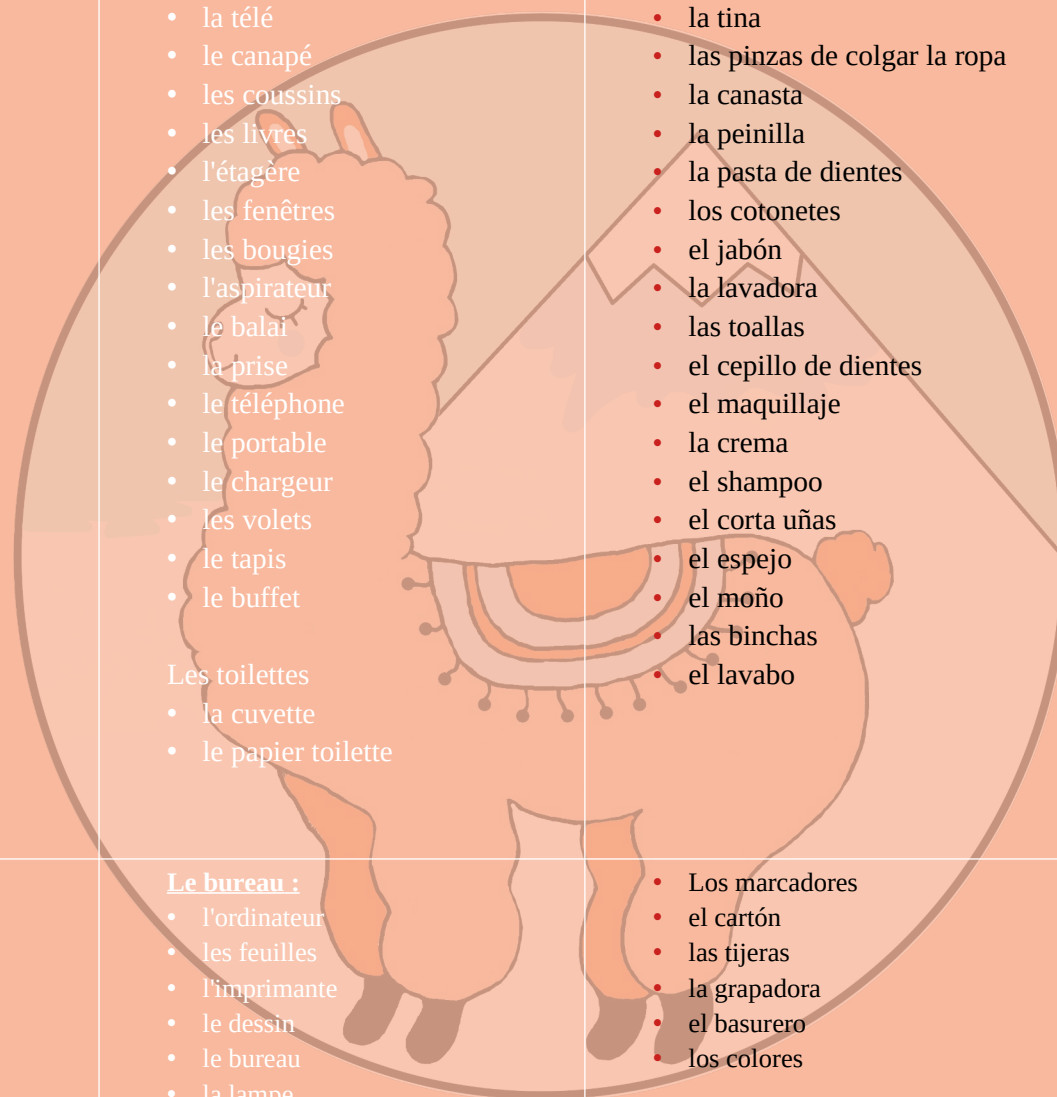 la télé
le canapé
les coussins
les livres
l'étagère
les fenêtres
les bougies
l'aspirateur
le balai
la prise
le téléphone
le portable
le chargeur
les volets
le tapis
le buffet
Les toilettes
la cuvette
le papier toilette
la tina
las pinzas de colgar la ropa
la canasta
la peinilla
la pasta de dientes
los cotonetes
el jabón
la lavadora
las toallas
el cepillo de dientes
el maquillaje
la crema
el shampoo
el corta uñas
el espejo
el moño
las binchas
el lavabo
Le bureau :
l'ordinateur
les feuilles
l'imprimante
le dessin
le bureau
la lampe
Los marcadores
el cartón
las tijeras
la grapadora
el basurero
los colores